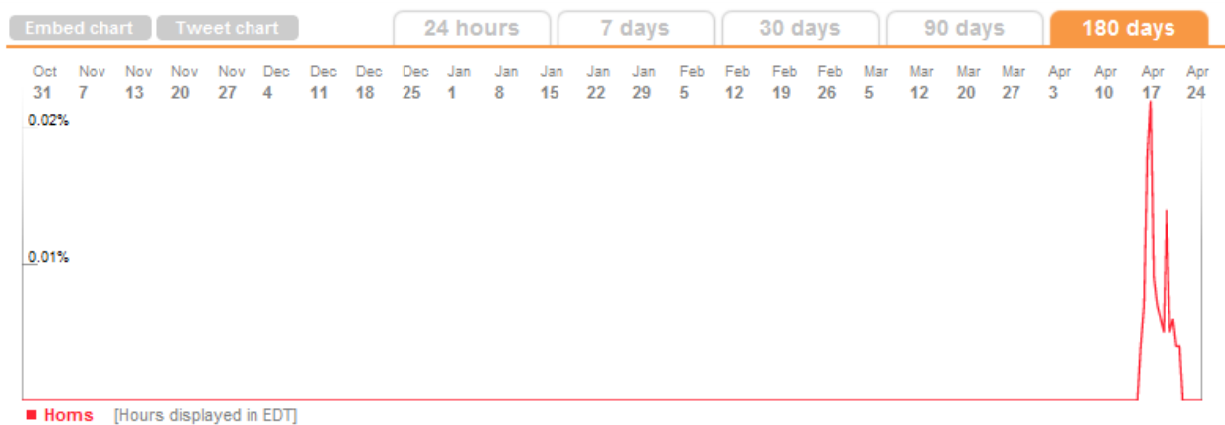 Embed chart Tweet chart 24 hours 7 days 30 days 90 days 180 days
Oct Nov Nov Nov Nov Dec Dec Dec Dec Jan Jan Jan Jan Jan Feb Feb Feb Feb Mar Mar Mar Mar Apr Apr Apr Apr
31 7 13 20 27 4 11 18 25 1 8 15 22 29 5 12 19 26 5 12 20 27 3 10 17 24
0.02%
0.01%
Homs [Hours displayed in EDT]